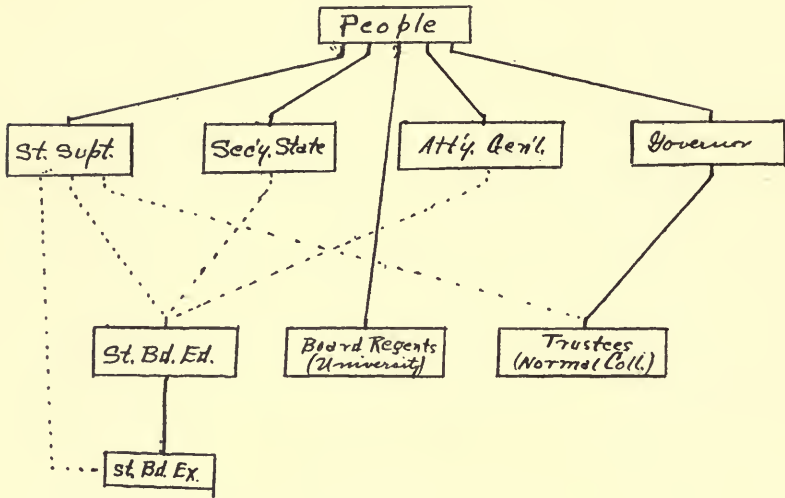 People
St. Supt.
Sec'y. State
Att'y. Gen'l.
Governor
St. Bd. Ed.
Board Regents
(University)
Trustees
(Normal Coll.)
St. Bd. Ex.